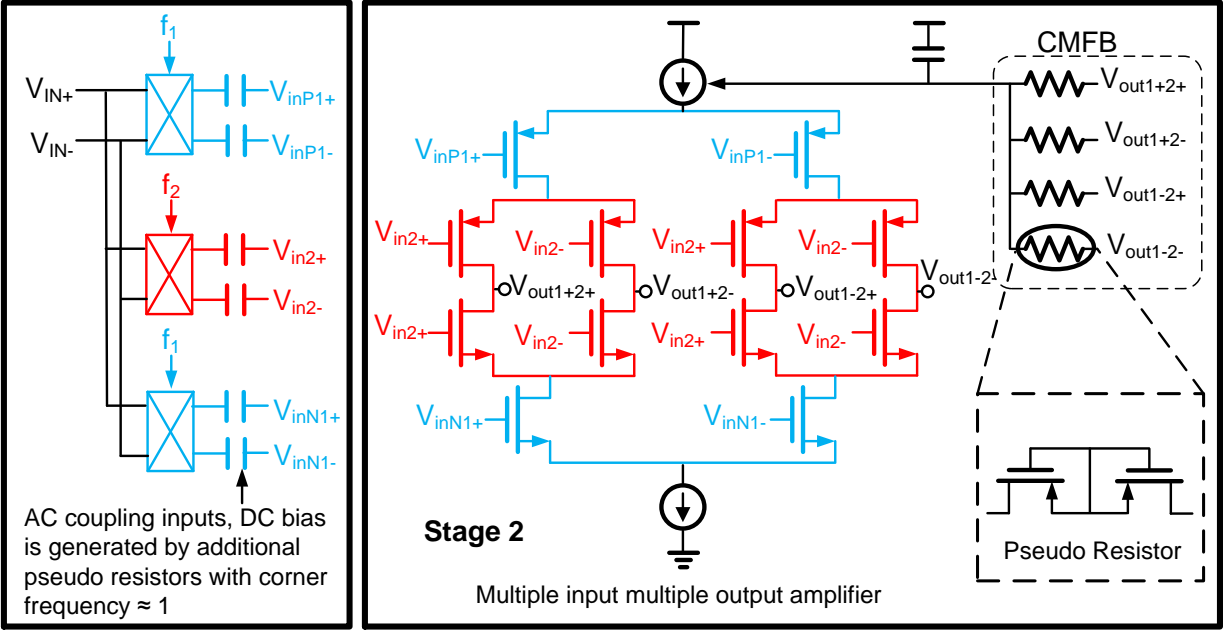 f1
VIN+
VIN-
VinP1+
VinP1-
f2
Vin2+
Vin2-
f1
VinN1+
VinN1-
AC coupling inputs, DC bias
is generated by additional
pseudo resistors with corner
frequency ≈ 1
CMFB
Vout1+2+
Vout1+2-
Vout1-2+
Vout1-2-
VinP1+
VinP1-
Vin2+
Vin2-
Vin2+
Vin2-
Vout1+2+
Vout1+2-
Vout1-2+
Vout1-2-
Vin2+
Vin2-
Vin2+
Vin2-
VinN1+
VinN1-
Stage 2
Multiple input multiple output amplifier
Pseudo Resistor